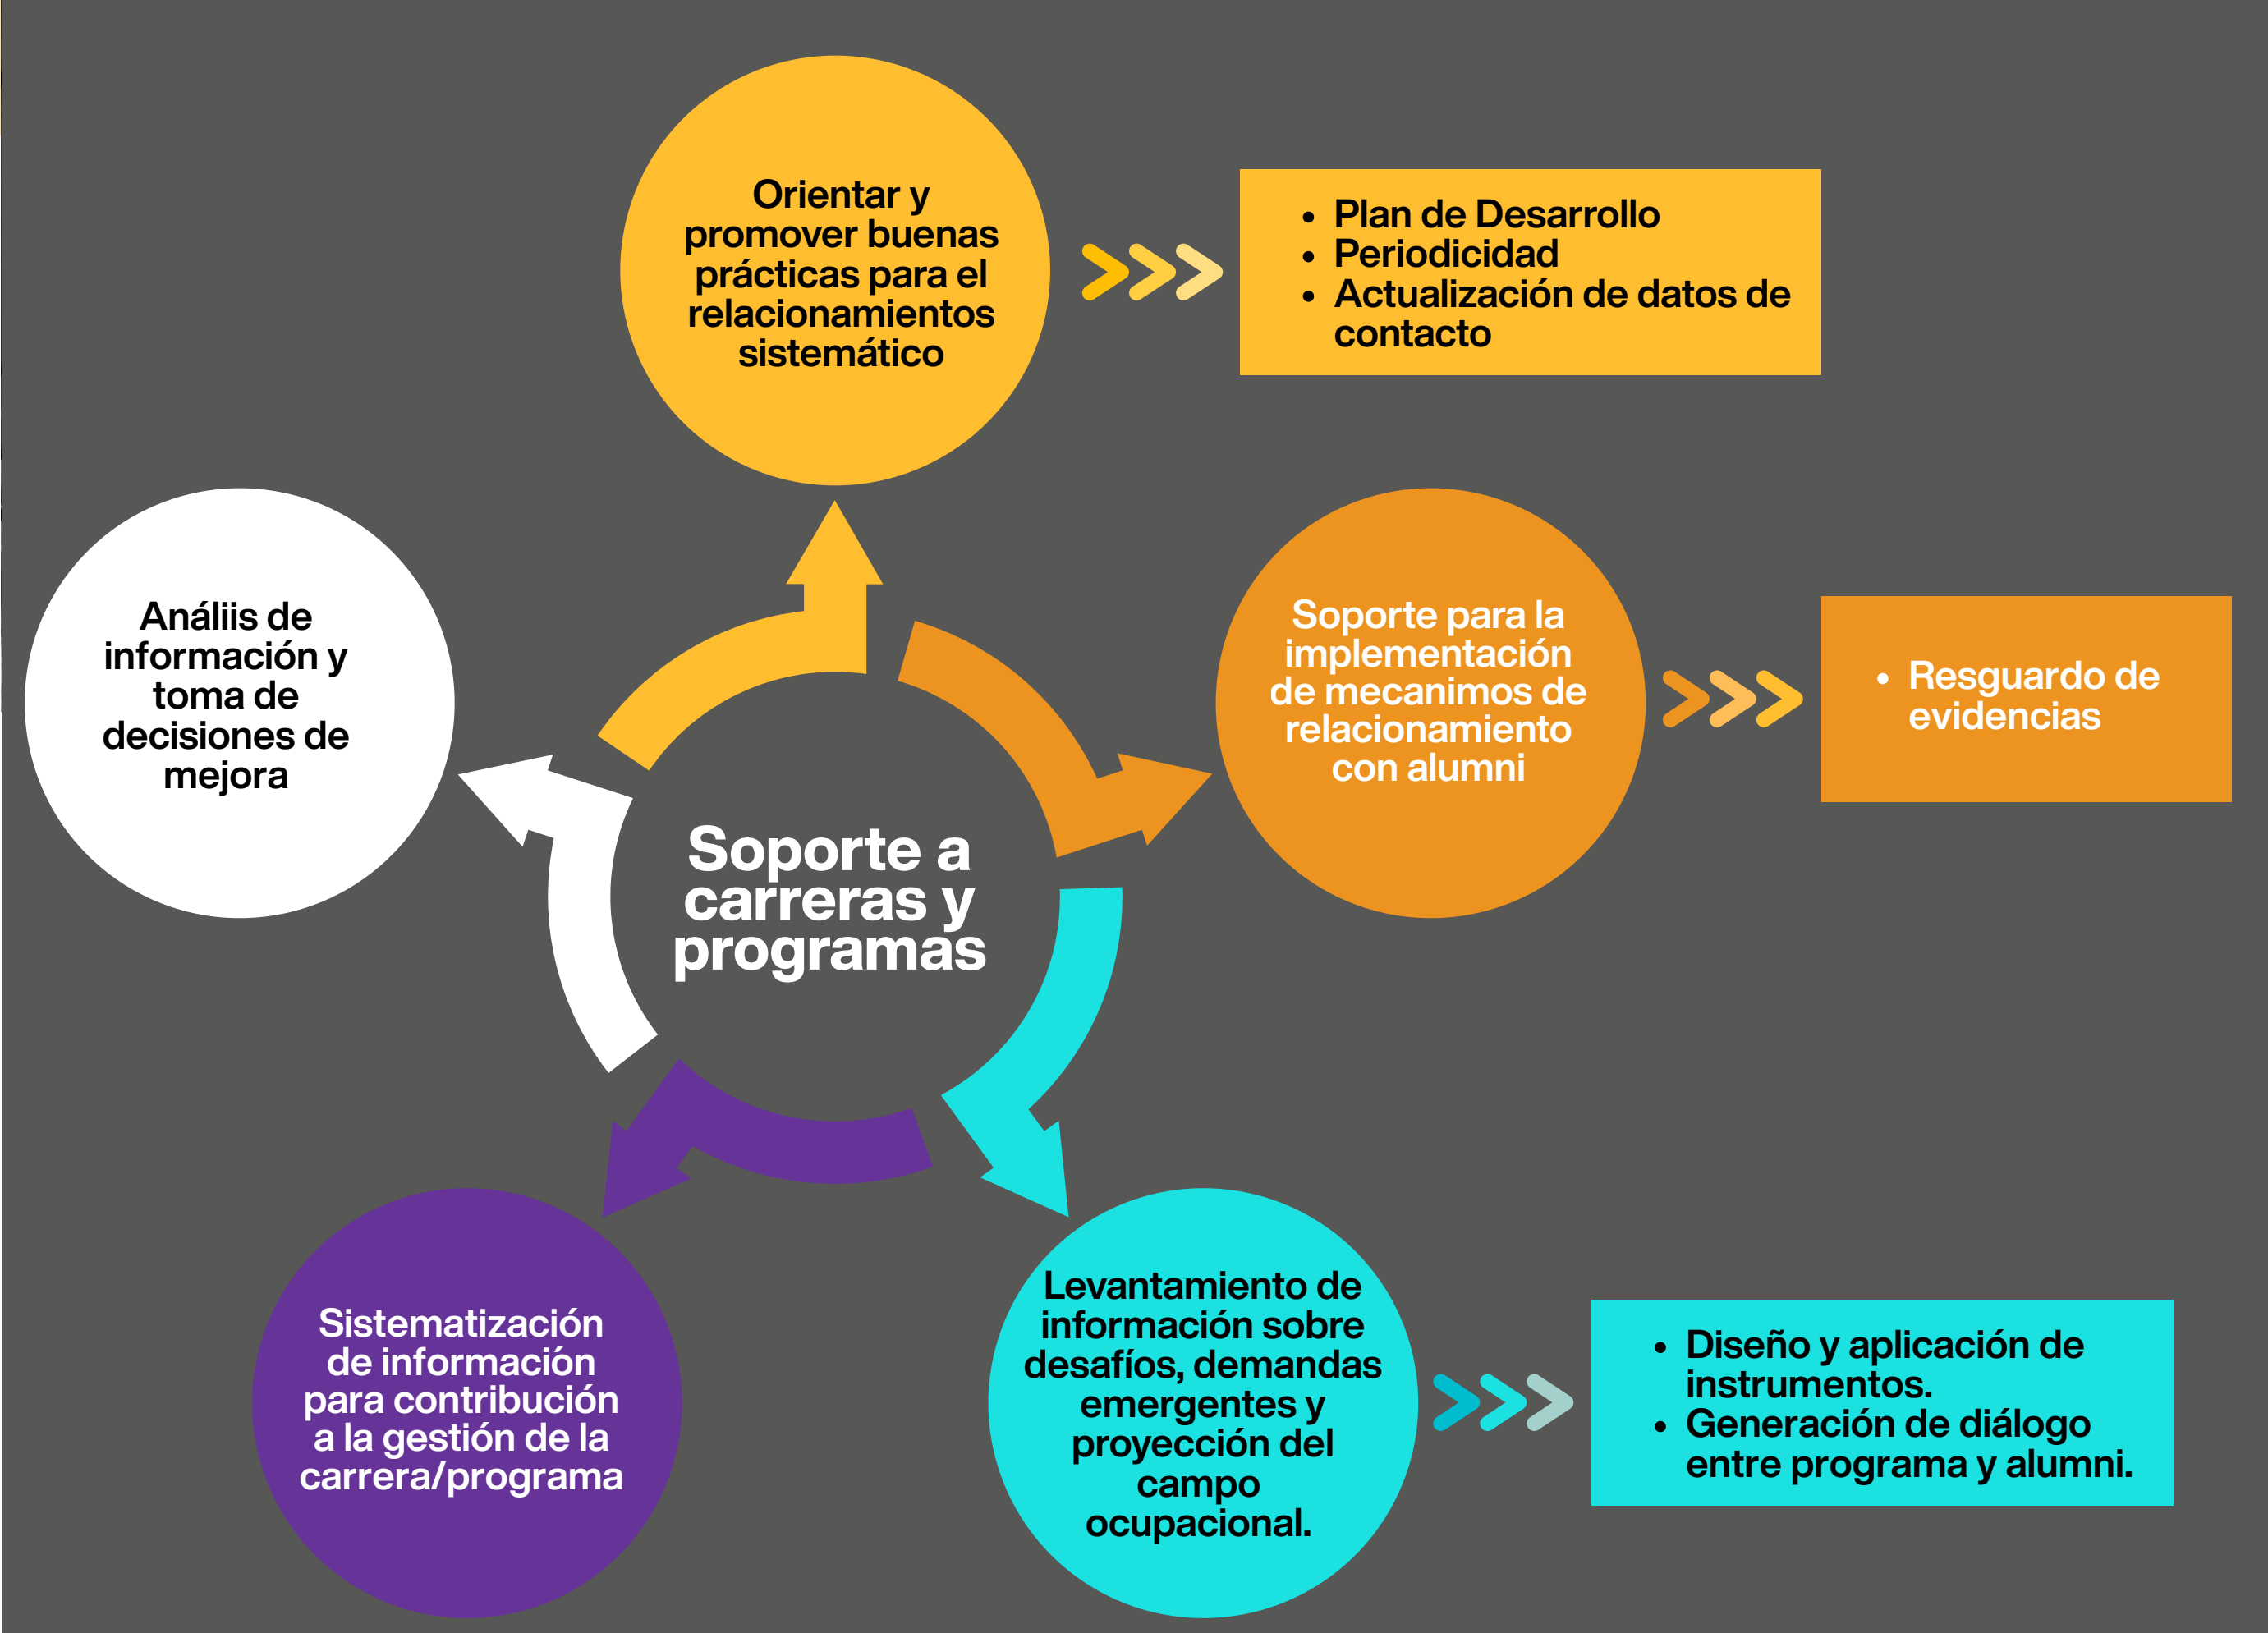 Orientar y
promover buenas
prácticas para el
relacionamientos
sistemático
• Plan de Desarrollo
• Periodicidad
• Actualización de datos de
contacto
Análiis de
información y
toma de
decisiones de
mejora
Soporte para la
implementación
de mecanimos de
relacionamiento
con alumni
• Resguardo de
evidencias
Soporte a
carreras y
programas
Sistematización
de información
para contribución
a la gestión de la
carrera/programa
Levantamiento de
información sobre
desafíos, demandas
emergentes y
proyección del
campo
ocupacional.
• Diseño y aplicación de
instrumentos.
• Generación de diálogo
entre programa y alumni.